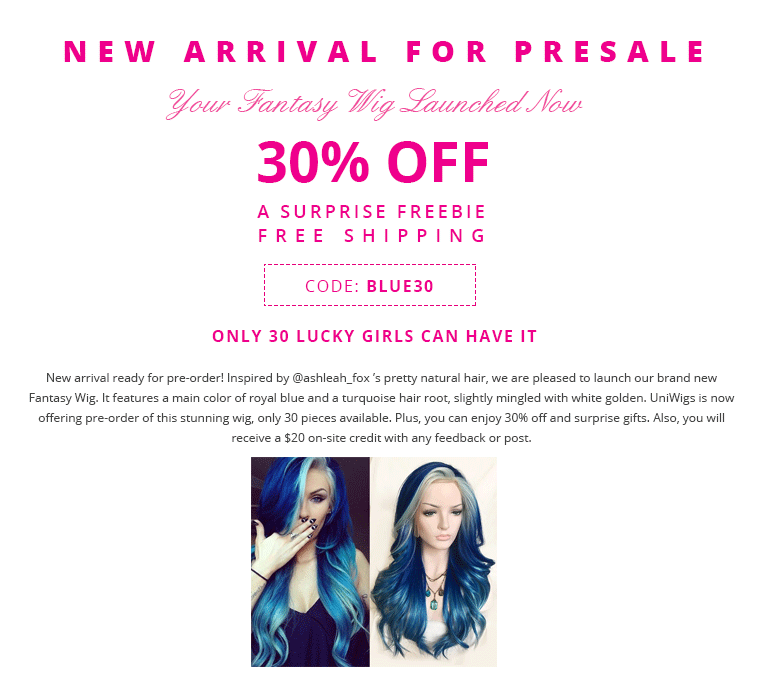 NEW ARRIVAL FOR PRESALE
Your Fantasy Wig Launched Now
30% OFF
A SURPRISE FREEBIE
FREE SHIPPING
CODE: BLUE30
ONLY 30 LUCKY GIRLS CAN HAVE IT
New arrival ready for pre-order! Inspired by @ashleah_fox ’s pretty natural hair, we are pleased to launch our brand new
Fantasy Wig. It features a main color of royal blue and a turquoise hair root, slightly mingled with white golden. UniWigs is now
offering pre-order of this stunning wig, only 30 pieces available. Plus, you can enjoy 30% off and surprise gifts. Also, you will
receive a $20 on-site credit with any feedback or post.